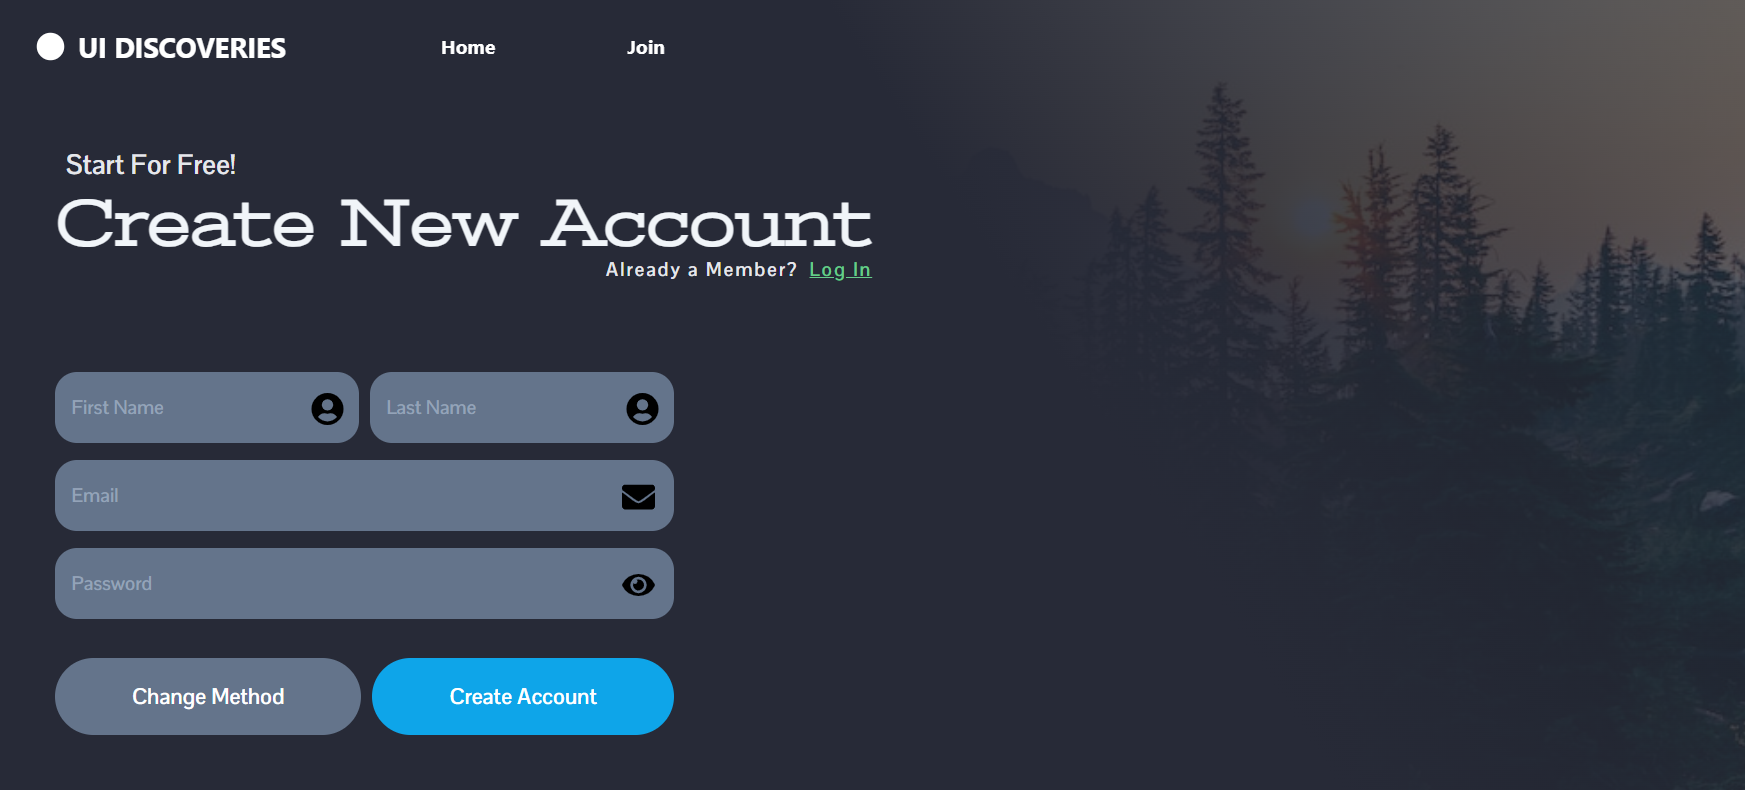 UI DISCOVERIES Home Join
Start For Free!
Create New Account
Already a Member? Log In
First Name Last Name
Email
Password
Change Method Create Account